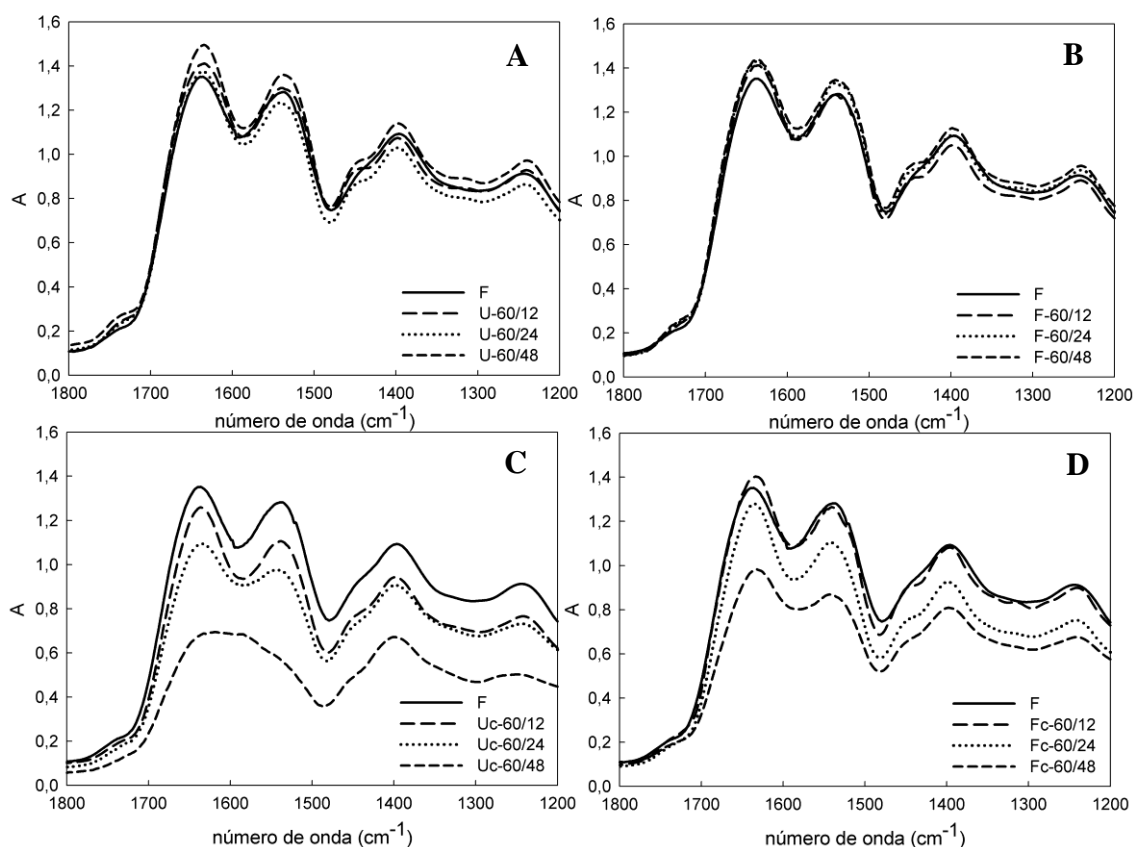 A
1,6
1,4
1,2
1,0
0,8
0,6
0,4
0,2
0,0
A
F
U-60/12
U-60/24
U-60/48
1800 1700 1600 1500 1400 1300 1200
número de onda (cm-1)
B
1,6
1,4
1,2
1,0
0,8
0,6
0,4
0,2
0,0
A
F
F-60/12
F-60/24
F-60/48
1800 1700 1600 1500 1400 1300 1200
número de onda (cm-1)
C
1,6
1,4
1,2
1,0
0,8
0,6
0,4
0,2
0,0
A
F
Uc-60/12
Uc-60/24
Uc-60/48
1800 1700 1600 1500 1400 1300 1200
número de onda (cm-1)
D
1,6
1,4
1,2
1,0
0,8
0,6
0,4
0,2
0,0
A
F
Fc-60/12
Fc-60/24
Fc-60/48
1800 1700 1600 1500 1400 1300 1200
número de onda (cm-1)